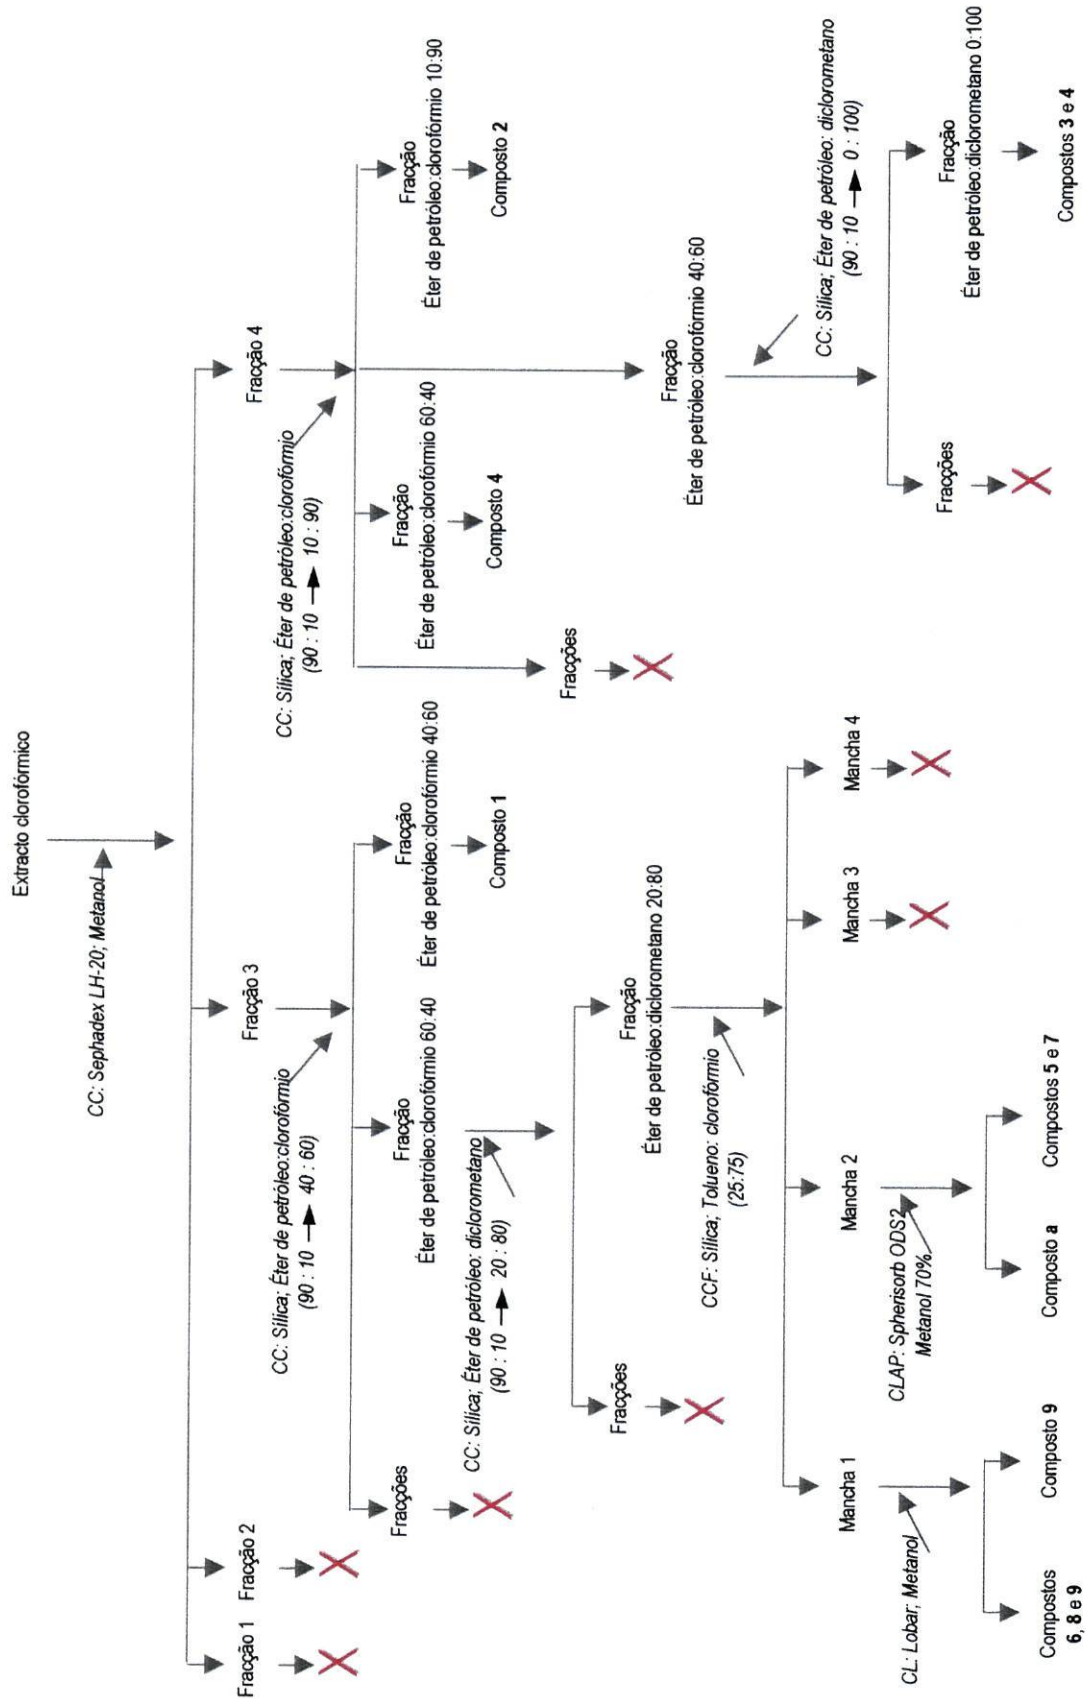 Extracto clorofórmico
CC: Sephadex LH-20; Metanol
Fracção 1
Fracção 2
Fracção 3
Fracção 4
CC: Sílica; Éter de petróleo:clorofórmio
(90 : 10 → 40 : 60)
CC: Sílica; Éter de petróleo:clorofórmio
(90 : 10 → 10 : 90)
Fracções
Fracção
Éter de petróleo:clorofórmio 60:40
Fracção
Éter de petróleo:clorofórmio 40:60
Composto 1
Fracções
Fracção
Éter de petróleo:clorofórmio 60:40
Composto 4
Fracção
Éter de petróleo:clorofórmio 10:90
Composto 2
CC: Sílica; Éter de petróleo: diclorometano
(90 : 10 → 20 : 80)
Fracções
Fracção
Éter de petróleo:diclorometano 20:80
Fracção
Éter de petróleo:clorofórmio 40:60
CC: Sílica; Éter de petróleo: diclorometano
(90 : 10 → 0 : 100)
CCF: Sílica; Tolueno: clorofórmio
(25:75)
Mancha 1
Mancha 2
Mancha 3
Mancha 4
Fracções
Fracção
Éter de petróleo:diclorometano 0:100
CL: Lobar; Metanol
CLAP: Spherisorb ODS2
Metanol 70%
Compostos
6, 8 e 9
Composto 9
Composto a
Compostos 5 e 7
Compostos 3 e 4